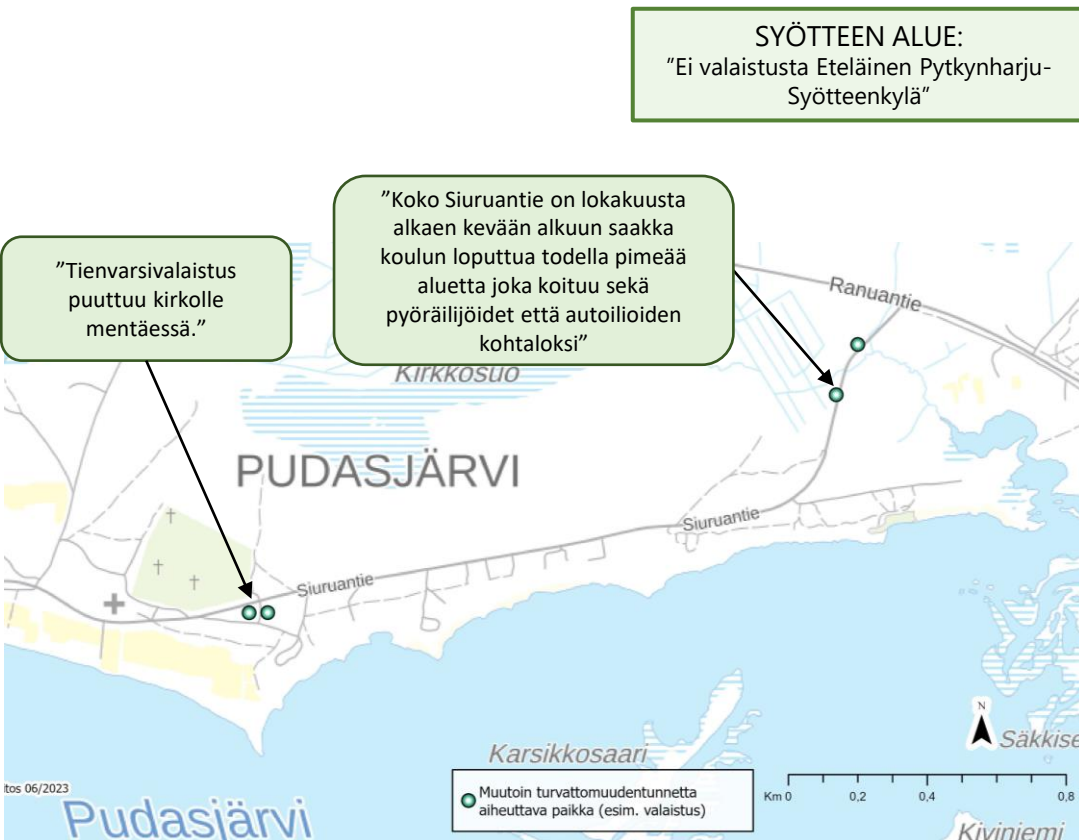 SYÖTTEEN ALUE:
"Ei valaistusta Eteläinen Pytkynharju-
Syötteenkylä"
"Koko Siuruantie on lokakuusta
alkaen kevään alkuun saakka
koulun loputtua todella pimeää
aluetta joka koituu sekä
pyöräilijöidet että autoilioiden
kohtaloksi"
"Tienvarsivalaistus
puuttuu kirkolle
mentäessä."
Ranuantie
Kirkkosuo
PUDASJÄRVI
Siuruantie
Siuruantie
N
Säkkise
Karsikkosaari
Muutoin turvattomuudentunnetta
aiheuttava paikka (esim. valaistus)
Km 0 0,2 0,4 0,8
tos 06/2023
Pudasjärvi
Kiviniemi